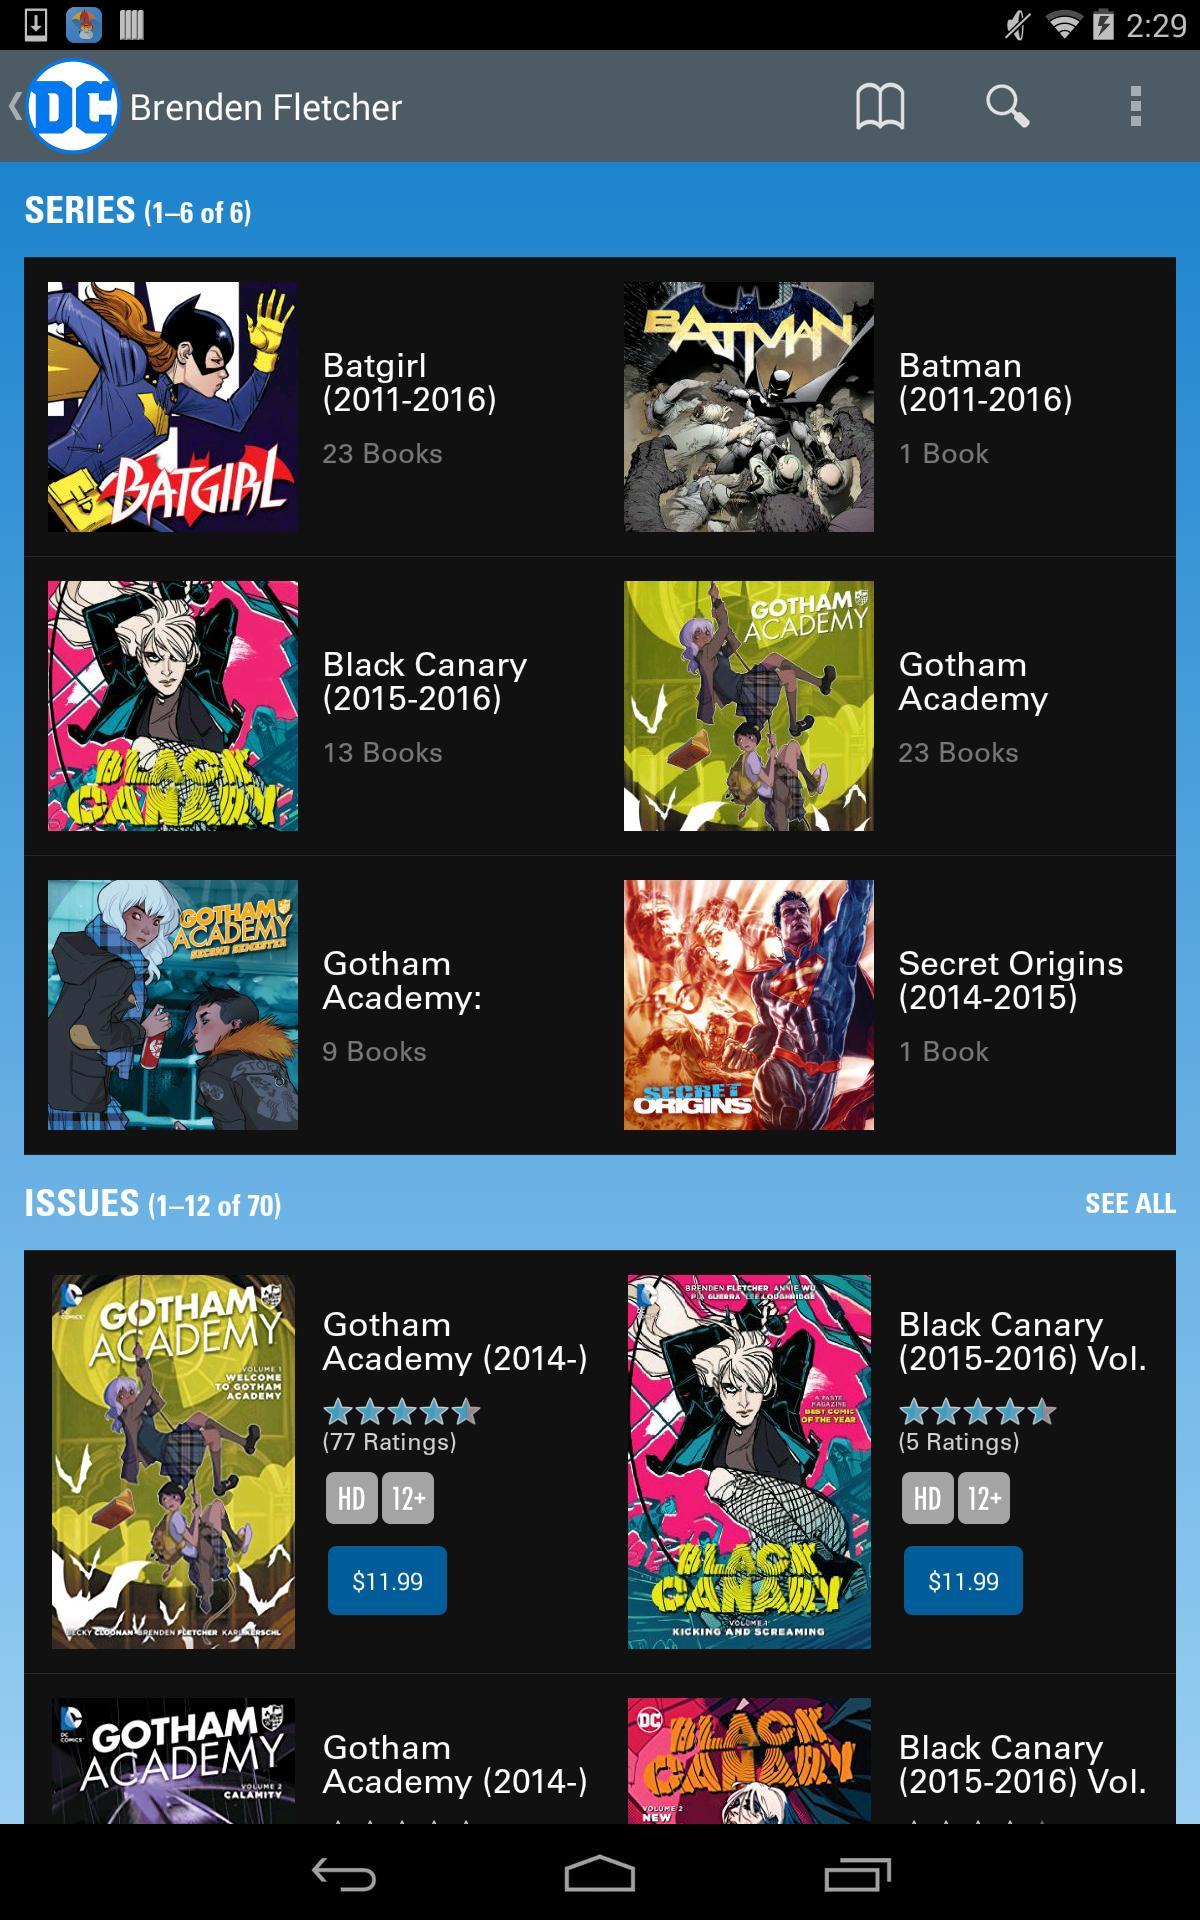 2:29
DC Brenden Fletcher
SERIES (1–6 of 6)
BATGIRL
Batgirl
(2011-2016)
23 Books
BATMAN
Batman
(2011-2016)
1 Book
BLACK
CANARY
Black Canary
(2015-2016)
13 Books
GOTHAM
ACADEMY
Gotham
Academy
23 Books
GOTHAM
ACADEMY
SECOND SEMESTER
Gotham
Academy:
9 Books
SECRET
ORIGINS
Secret Origins
(2014-2015)
1 Book
ISSUES (1–12 of 70)
SEE ALL
DC
COMICS
GOTHAM
ACADEMY
VOLUME 1
WELCOME
TO GOTHAM
ACADEMY
BECKY CLOONAN BRENDEN FLETCHER KARL KERSCHL
Gotham
Academy (2014-)
(77 Ratings)
HD 12+
$11.99
BRENDEN FLETCHER ANNIE WU
PIA GUERRA LEE LOUGHRIDGE
A PASTE
MAGAZINE
BEST COMIC
OF THE YEAR
BLACK
CANARY
VOLUME 1
KICKING AND SCREAMING
Black Canary
(2015-2016) Vol.
(5 Ratings)
HD 12+
$11.99
DC
COMICS
GOTHAM
ACADEMY
VOLUME 2
CALAMITY
Gotham
Academy (2014-)
DC
BLACK
CANARY
VOLUME 2
NEW
Black Canary
(2015-2016) Vol.